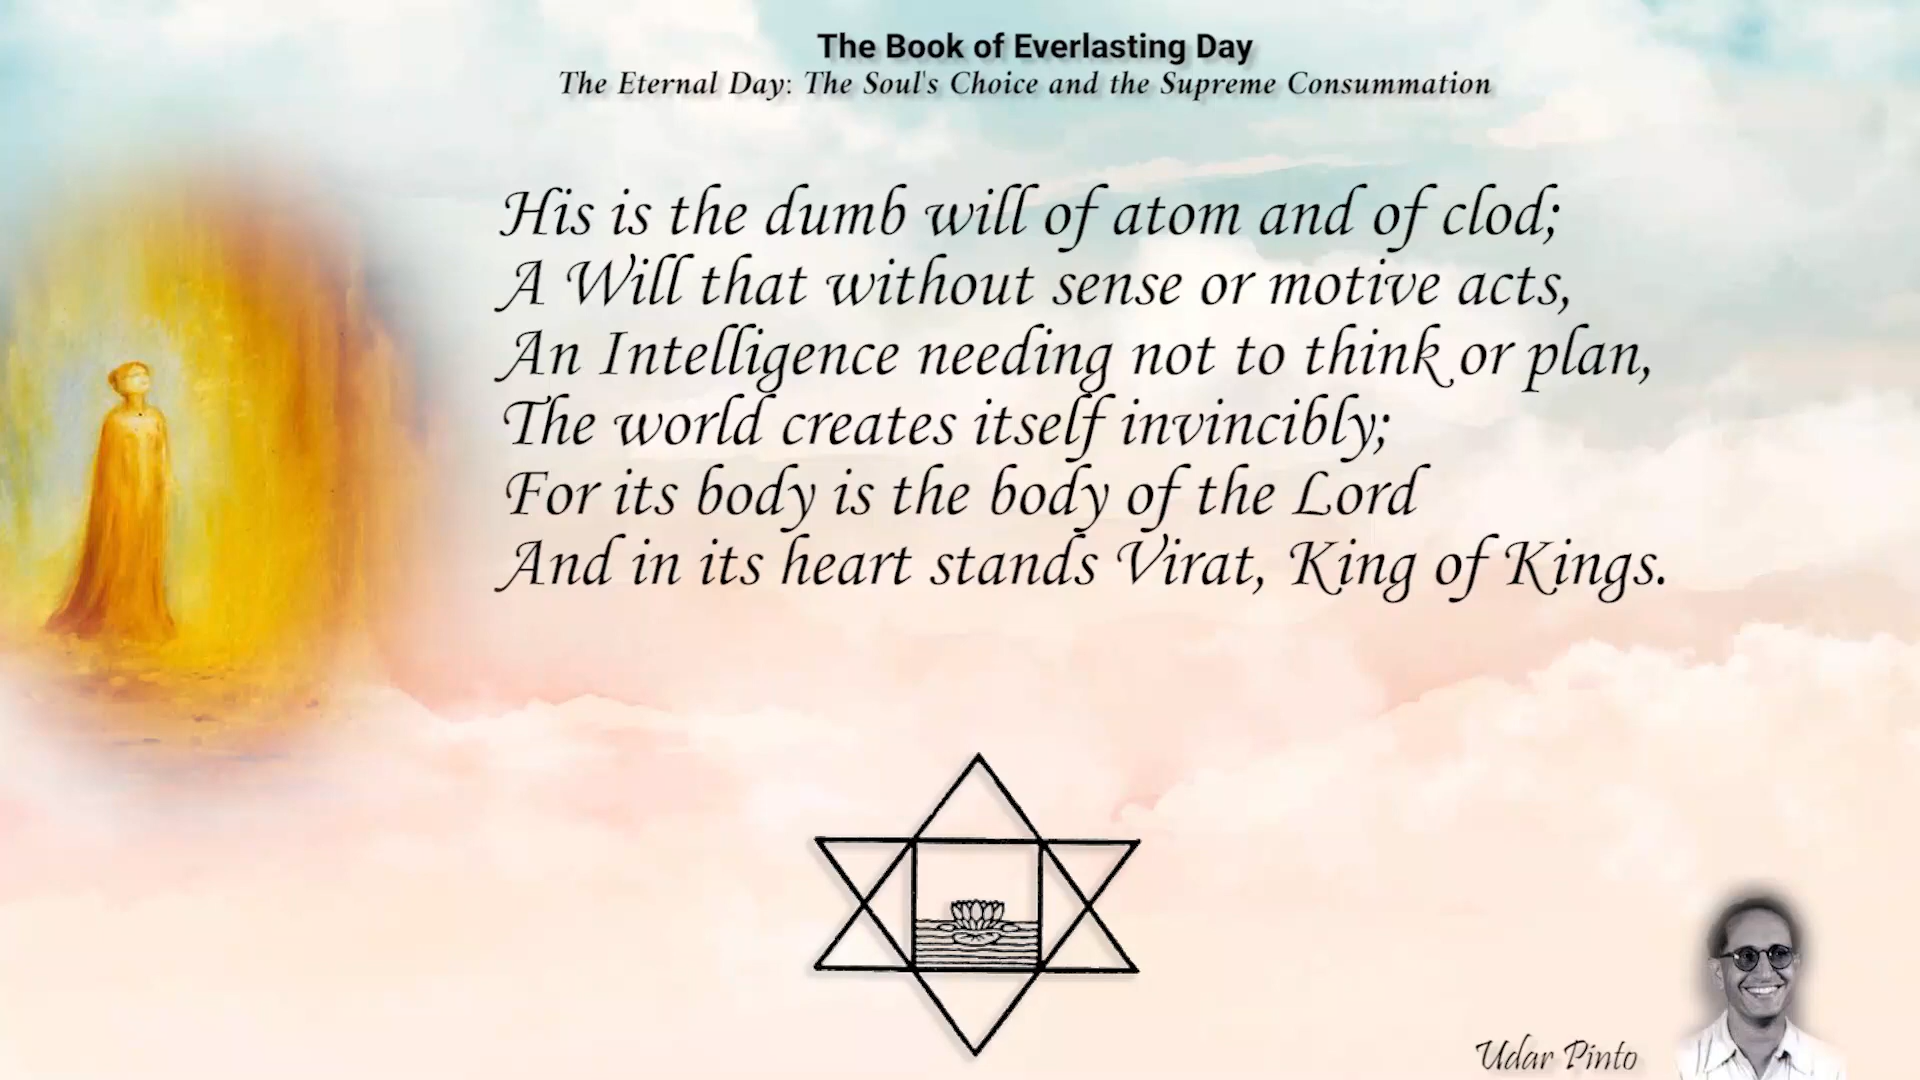 The Book of Everlasting Day
The Eternal Day: The Soul's Choice and the Supreme Consummation
His is the dumb will of atom and of clod;
A Will that without sense or motive acts,
An Intelligence needing not to think or plan,
The world creates itself invincibly;
For its body is the body of the Lord
And in its heart stands Virat, King of Kings.
Udar Pinto